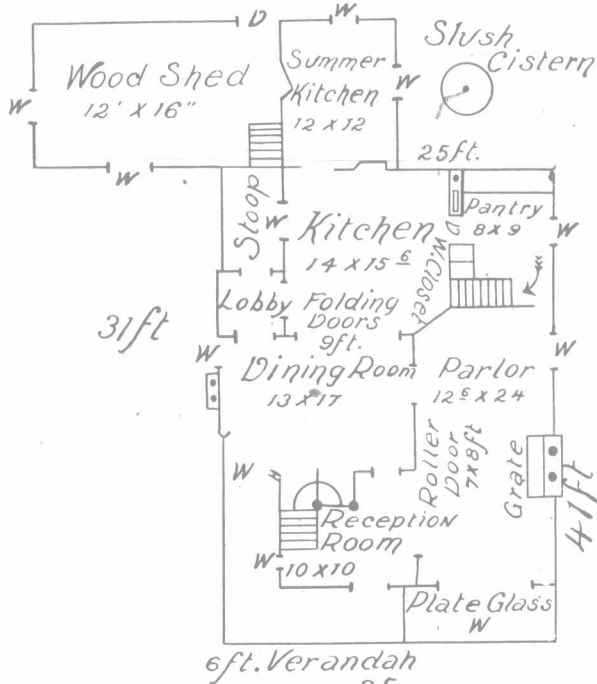 D
W
Wood Shed
12' X 16"
W
W
Summer
Kitchen
12 X 12
W
Slush
Cistern
25ft.
Stoop
W
Kitchen
14 X 15 6
D
W. Closet
Pantry
8 X 9
W
Lobby
Folding
Doors
9ft.
31ft
W
Dining Room
13 X 17
Parlor
12 6 X 24
W
Roller
Door
7X8ft
Grate
41ft
W
Reception
Room
10 X 10
W
Plate Glass
W
6ft. Verandah